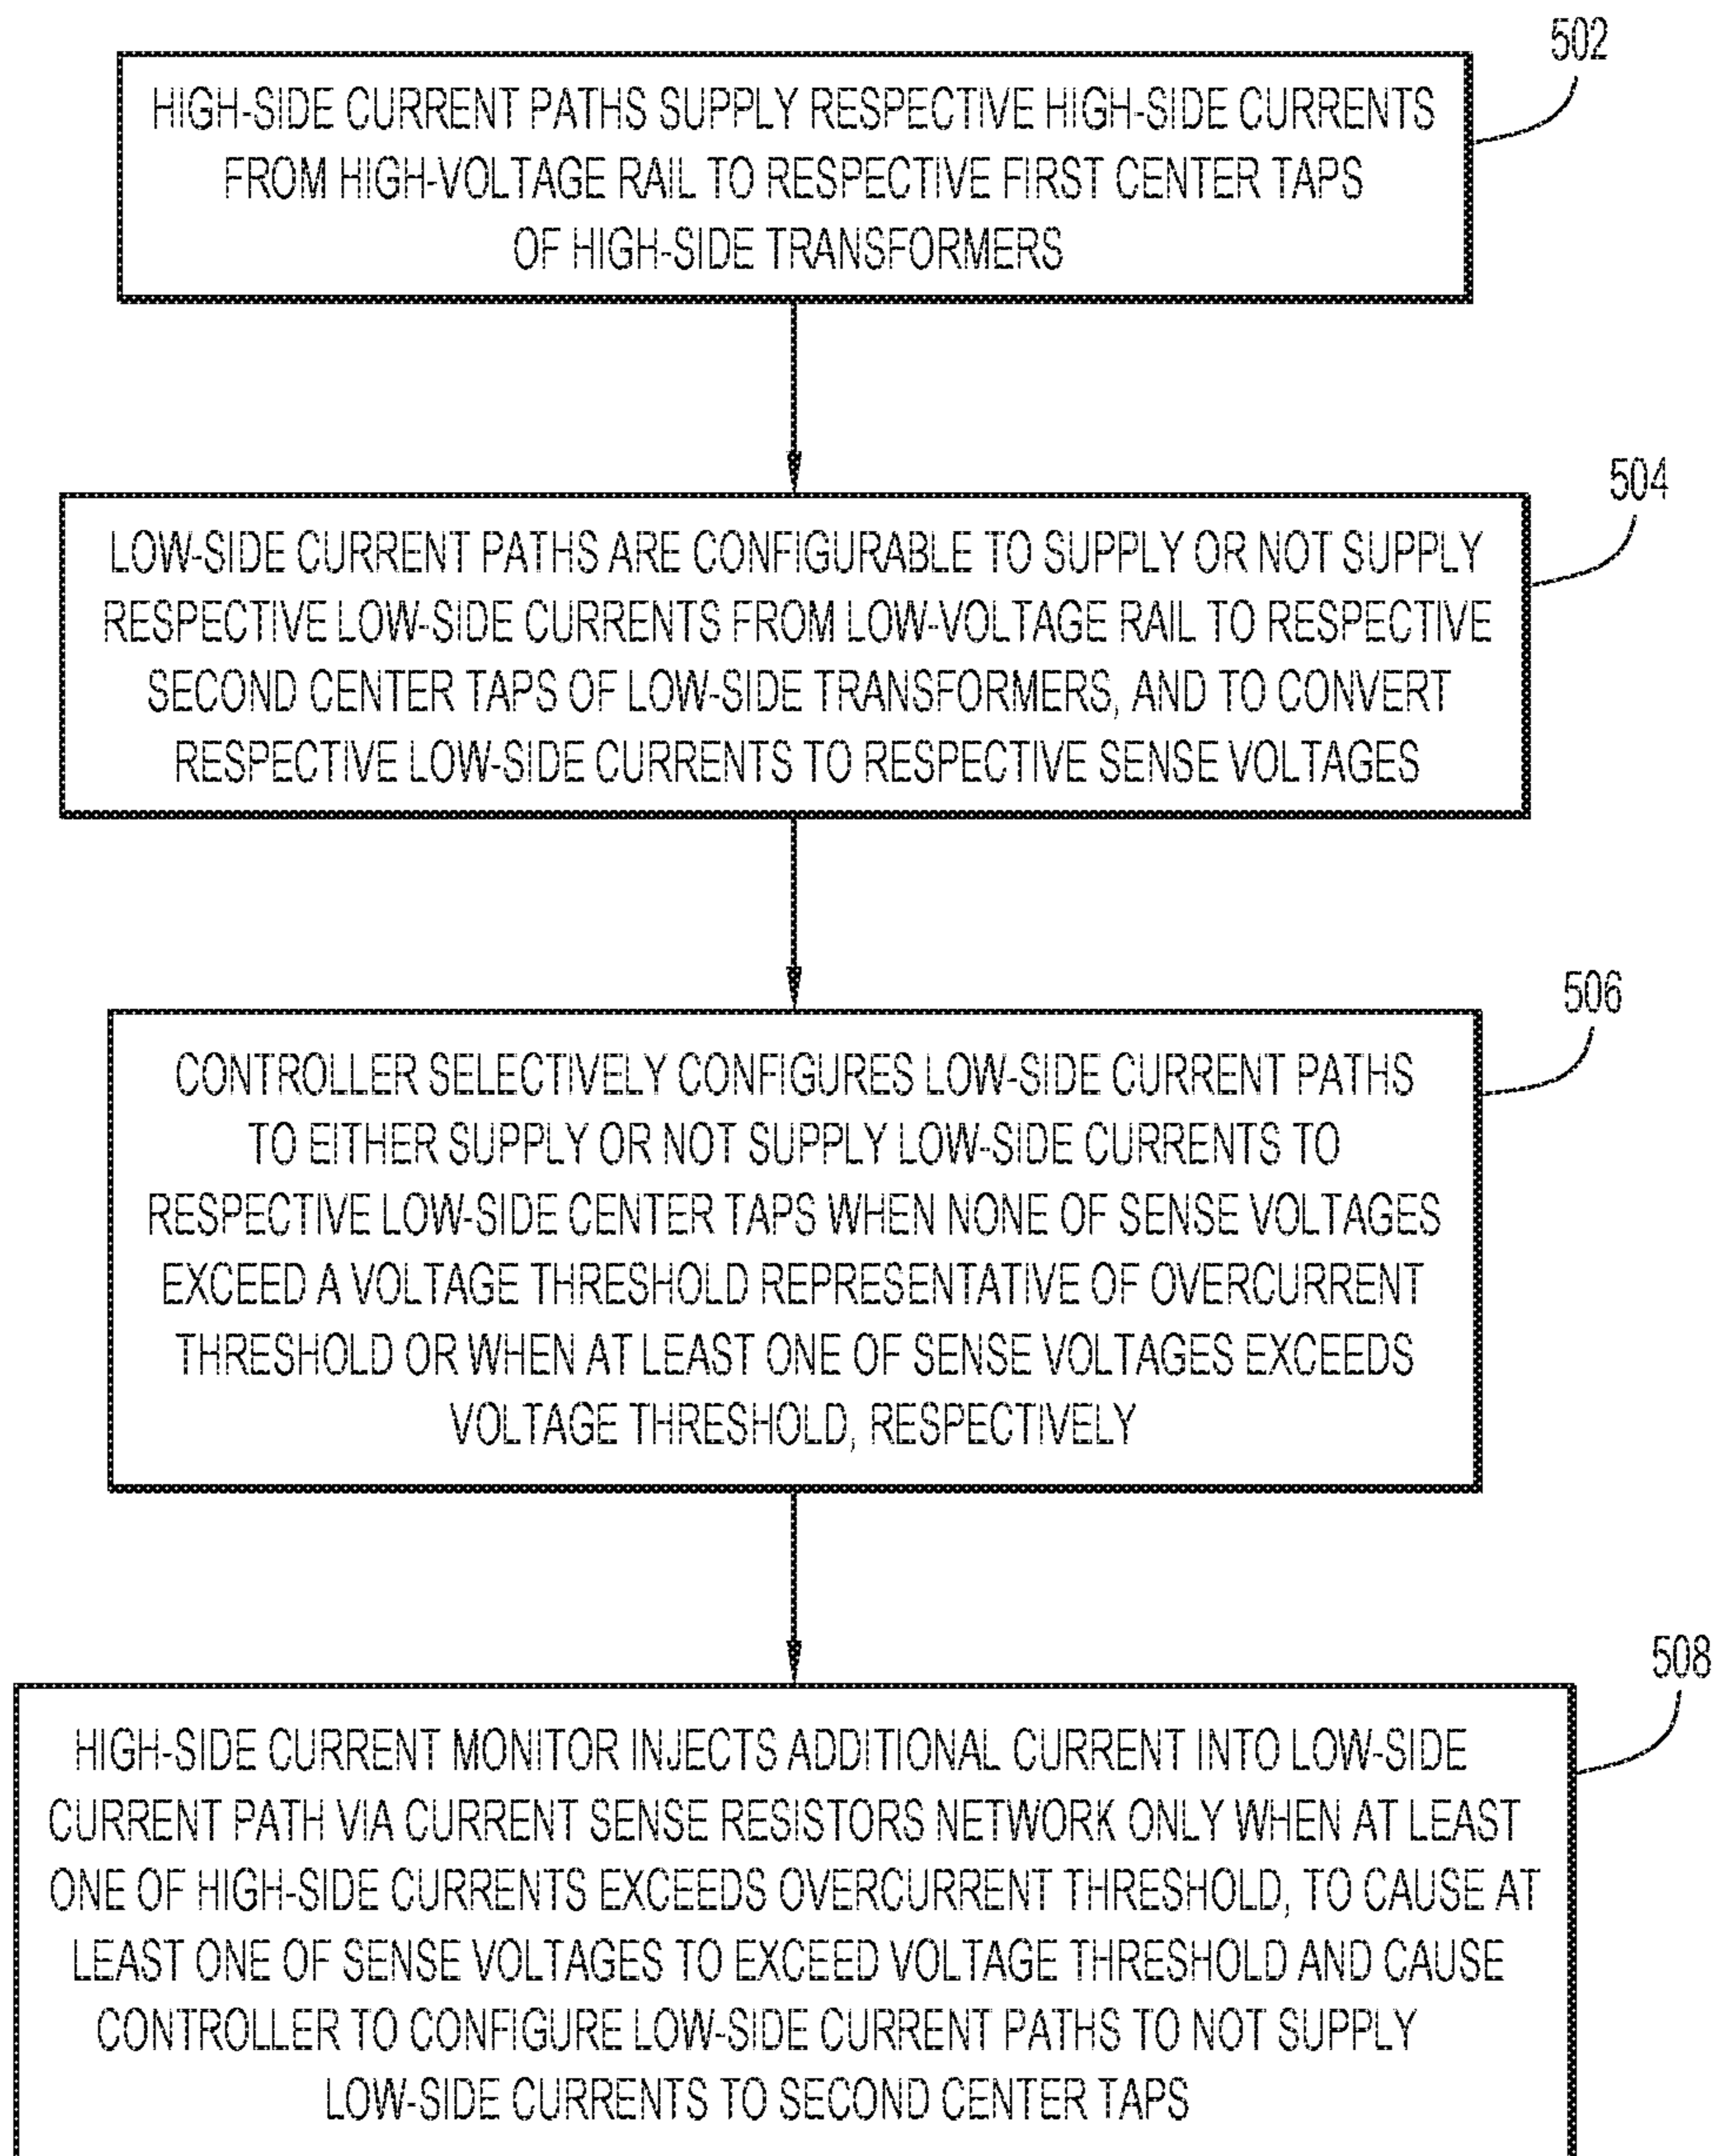 502
HIGH-SIDE CURRENT PATHS SUPPLY RESPECTIVE HIGH-SIDE CURRENTS
FROM HIGH-VOLTAGE RAIL TO RESPECTIVE FIRST CENTER TAPS
OF HIGH-SIDE TRANSFORMERS
504
LOW-SIDE CURRENT PATHS ARE CONFIGURABLE TO SUPPLY OR NOT SUPPLY
RESPECTIVE LOW-SIDE CURRENTS FROM LOW-VOLTAGE RAIL TO RESPECTIVE
SECOND CENTER TAPS OF LOW-SIDE TRANSFORMERS, AND TO CONVERT
RESPECTIVE LOW-SIDE CURRENTS TO RESPECTIVE SENSE VOLTAGES
506
CONTROLLER SELECTIVELY CONFIGURES LOW-SIDE CURRENT PATHS
TO EITHER SUPPLY OR NOT SUPPLY LOW-SIDE CURRENTS TO
RESPECTIVE LOW-SIDE CENTER TAPS WHEN NONE OF SENSE VOLTAGES
EXCEED A VOLTAGE THRESHOLD REPRESENTATIVE OF OVERCURRENT
THRESHOLD OR WHEN AT LEAST ONE OF SENSE VOLTAGES EXCEEDS
VOLTAGE THRESHOLD, RESPECTIVELY
508
HIGH-SIDE CURRENT MONITOR INJECTS ADDITIONAL CURRENT INTO LOW-SIDE
CURRENT PATH VIA CURRENT SENSE RESISTORS NETWORK ONLY WHEN AT LEAST
ONE OF HIGH-SIDE CURRENTS EXCEEDS OVERCURRENT THRESHOLD, TO CAUSE AT
LEAST ONE OF SENSE VOLTAGES TO EXCEED VOLTAGE THRESHOLD AND CAUSE
CONTROLLER TO CONFIGURE LOW-SIDE CURRENT PATHS TO NOT SUPPLY
LOW-SIDE CURRENTS TO SECOND CENTER TAPS